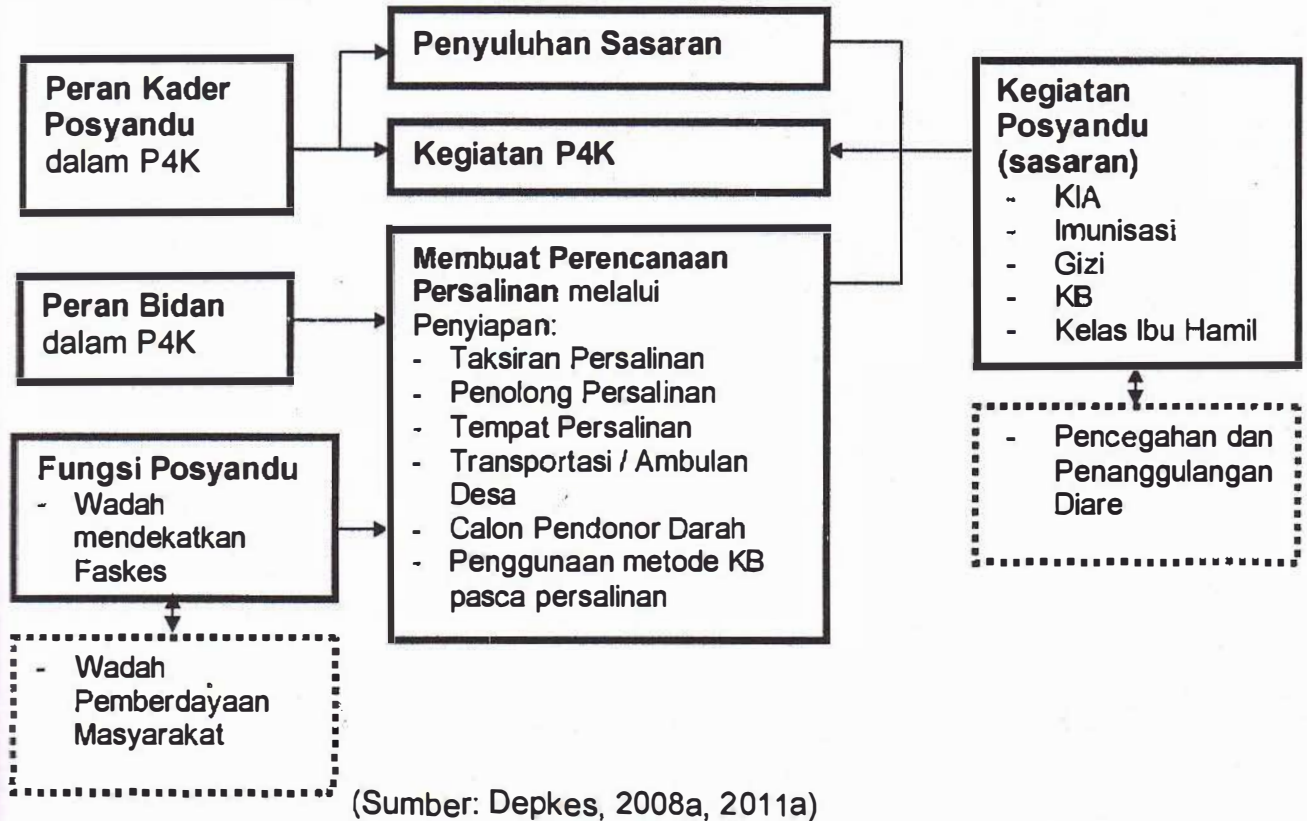 Peran Kader
Posyandu
dalam P4K
Peran Bidan
dalam P4K
Fungsi Posyandu
- Wadah
mendekatkan
Faskes
- Wadah
Pemberdayaan
Masyarakat
Penyuluhan Sasaran
Kegiatan P4K
Membuat Perencanaan
Persalinan melalui
Penyiapan:
- Taksiran Persalinan
- Penolong Persalinan
- Tempat Persalinan
- Transportasi / Ambulan
Desa
- Calon Pendonor Darah
- Penggunaan metode KB
pasca persalinan
Kegiatan
Posyandu
(sasaran)
- KIA
- Imunisasi
- Gizi
- KB
- Kelas Ibu Hamil
- Pencegahan dan
Penanggulangan
Diare
(Sumber: Depkes, 2008a, 2011a)